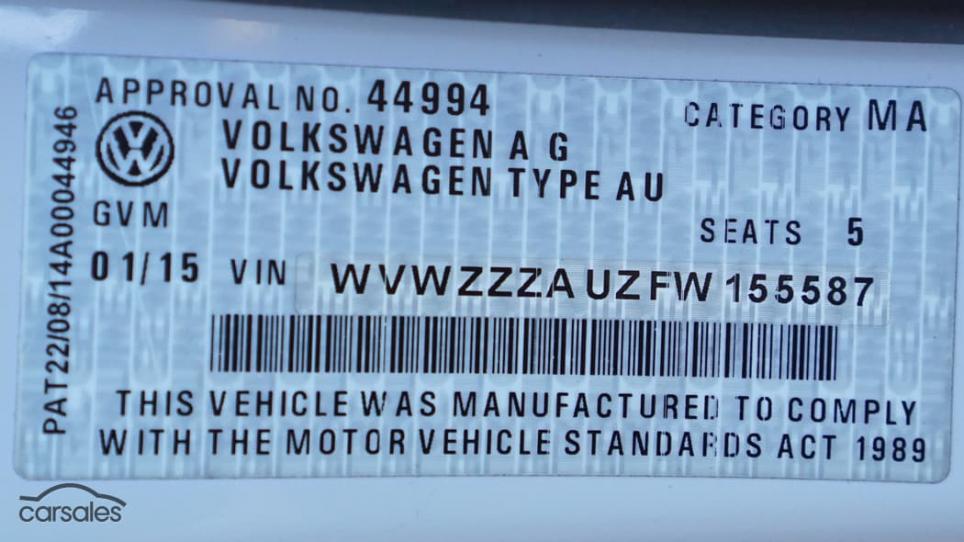 APPROVAL NO. 44994
CATEGORY MA
VOLKSWAGEN A G
VOLKSWAGEN TYPE AU
GVM
SEATS 5
01/15 VIN WVWZZZAUZFW155587
THIS VEHICLE WAS MANUFACTURED TO COMPLY
WITH THE MOTOR VEHICLE STANDARDS ACT 1989
PAT22/08/14A00044946
carsales